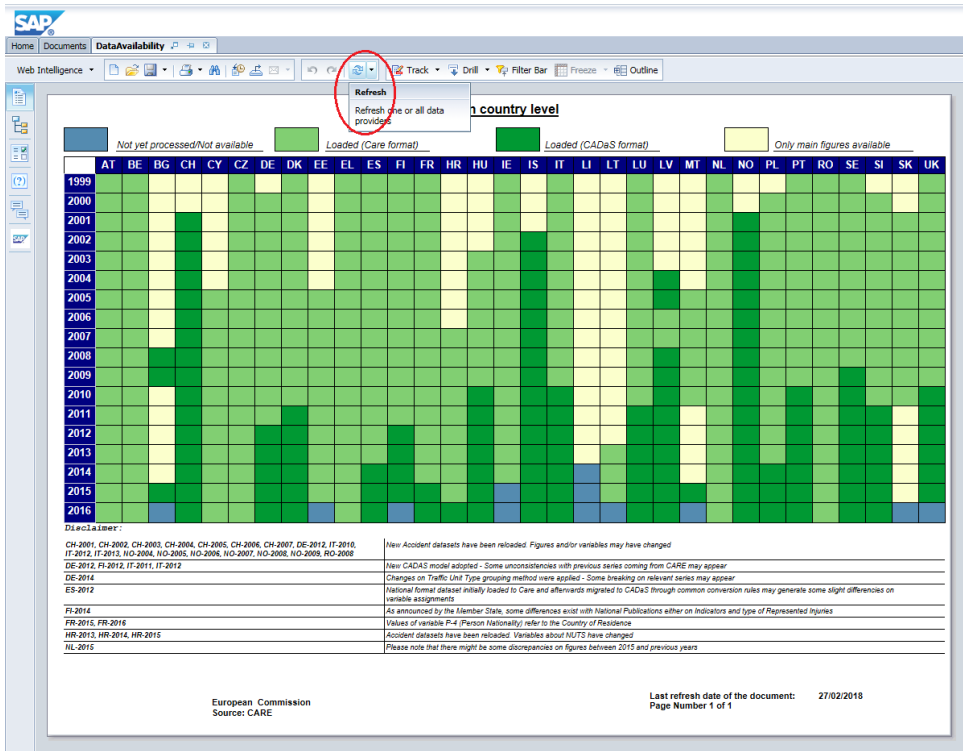 SAP
Home Documents DataAvailability
Web Intelligence Track Drill Filter Bar Freeze Outline
Refresh
Refresh one or all data
providers
country level
Not yet processed/Not available Loaded (Care format) Loaded (CADaS format) Only main figures available
AT BE BG CH CY CZ DE DK EE EL ES FI FR HR HU IE IS IT LI LT LU LV MT NL NO PL PT RO SE SI SK UK
1999
2000
2001
2002
2003
2004
2005
2006
2007
2008
2009
2010
2011
2012
2013
2014
2015
2016
Disclaimer:
CH-2001, CH-2002, CH-2003, CH-2004, CH-2005, CH-2006, CH-2007, DE-2012, IT-2010, New Accident datasets have been reloaded. Figures and/or variables may have changed
IT-2012, IT-2013, NO-2004, NO-2005, NO-2006, NO-2007, NO-2008, NO-2009, RO-2008
DE-2012, FI-2012, IT-2011, IT-2012 New CADAS model adopted - Some unconsistencies with previous series coming from CARE may appear
DE-2014 Changes on Traffic Unit Type grouping method were applied - Some breaking on relevant series may appear
ES-2012 National format dataset initially loaded to Care and afterwards migrated to CADaS through common conversion rules may generate some slight differences on
variable assignments
FI-2014 As announced by the Member State, some differences exist with National Publications either on Indicators and type of Represented Injuries
FR-2015, FR-2016 Values of variable P-4 (Person Nationality) refer to the Country of Residence
HR-2013, HR-2014, HR-2015 Accident datasets have been reloaded. Variables about NUTS have changed
NL-2015 Please note that there might be some discrepancies on figures between 2015 and previous years
European Commission
Source: CARE
Last refresh date of the document: 27/02/2018
Page Number 1 of 1